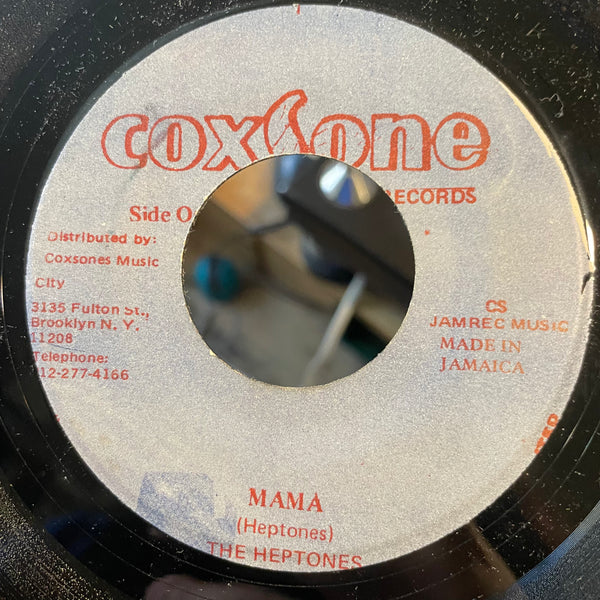 coxsone
RECORDS
Side O
Distributed by:
Coxsones Music
City
3135 Fulton St.,
Brooklyn N. Y.
11208
Telephone:
12-277-4166
CS
JAMREC MUSIC
MADE IN
JAMAICA
MAMA
(Heptones)
THE HEPTONES